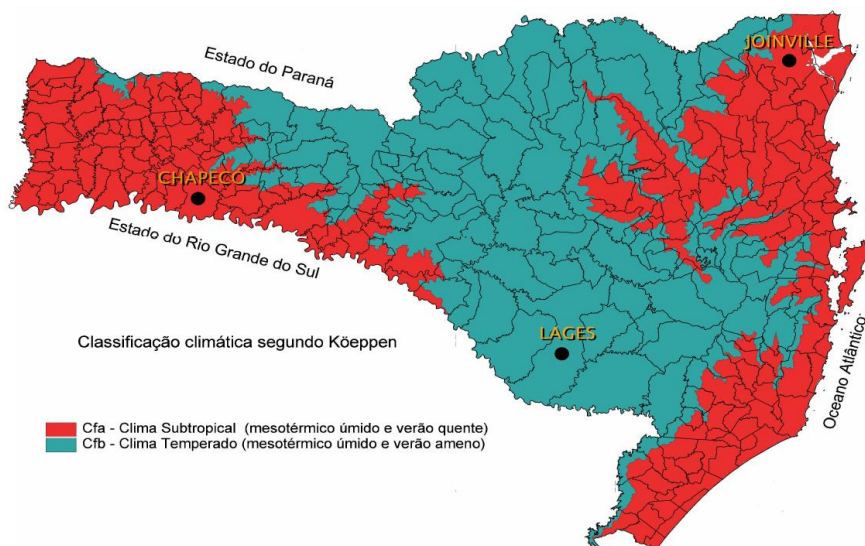 Estado do Paraná
JOINVILLE
CHAPECÓ
Estado do Rio Grande do Sul
LAGES
Oceano Atlântico
Classificação climática segundo Köeppen
Cfa - Clima Subtropical (mesotérmico úmido e verão quente)
Cfb - Clima Temperado (mesotérmico úmido e verão ameno)